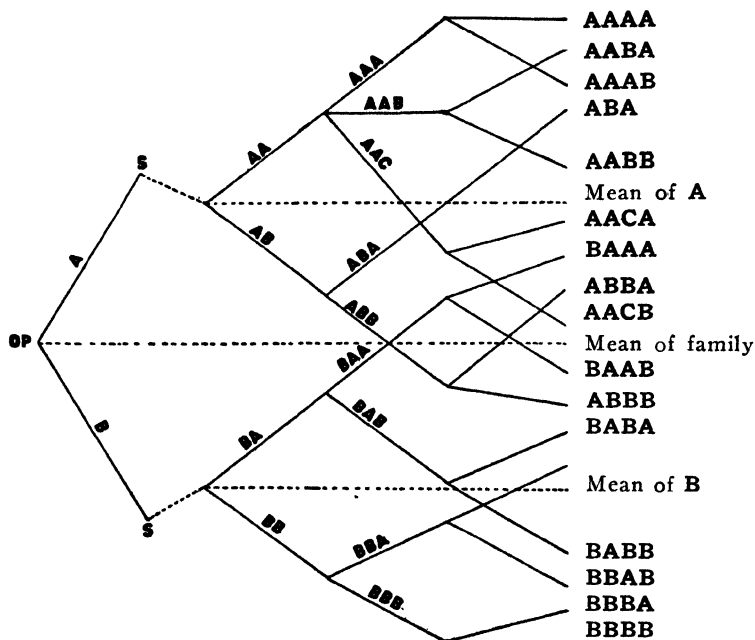 OP
A
B
S
S
AA
AB
BA
BB
AAA
AAB
AAC
ABA
ABB
BAA
BAB
BBA
BBB
AAAA
AABA
AAAB
ABA
AABB
Mean of A
AACA
BAAA
ABBA
AACB
Mean of family
BAAB
ABBB
BABA
Mean of B
BABB
BBAB
BBBA
BBBB